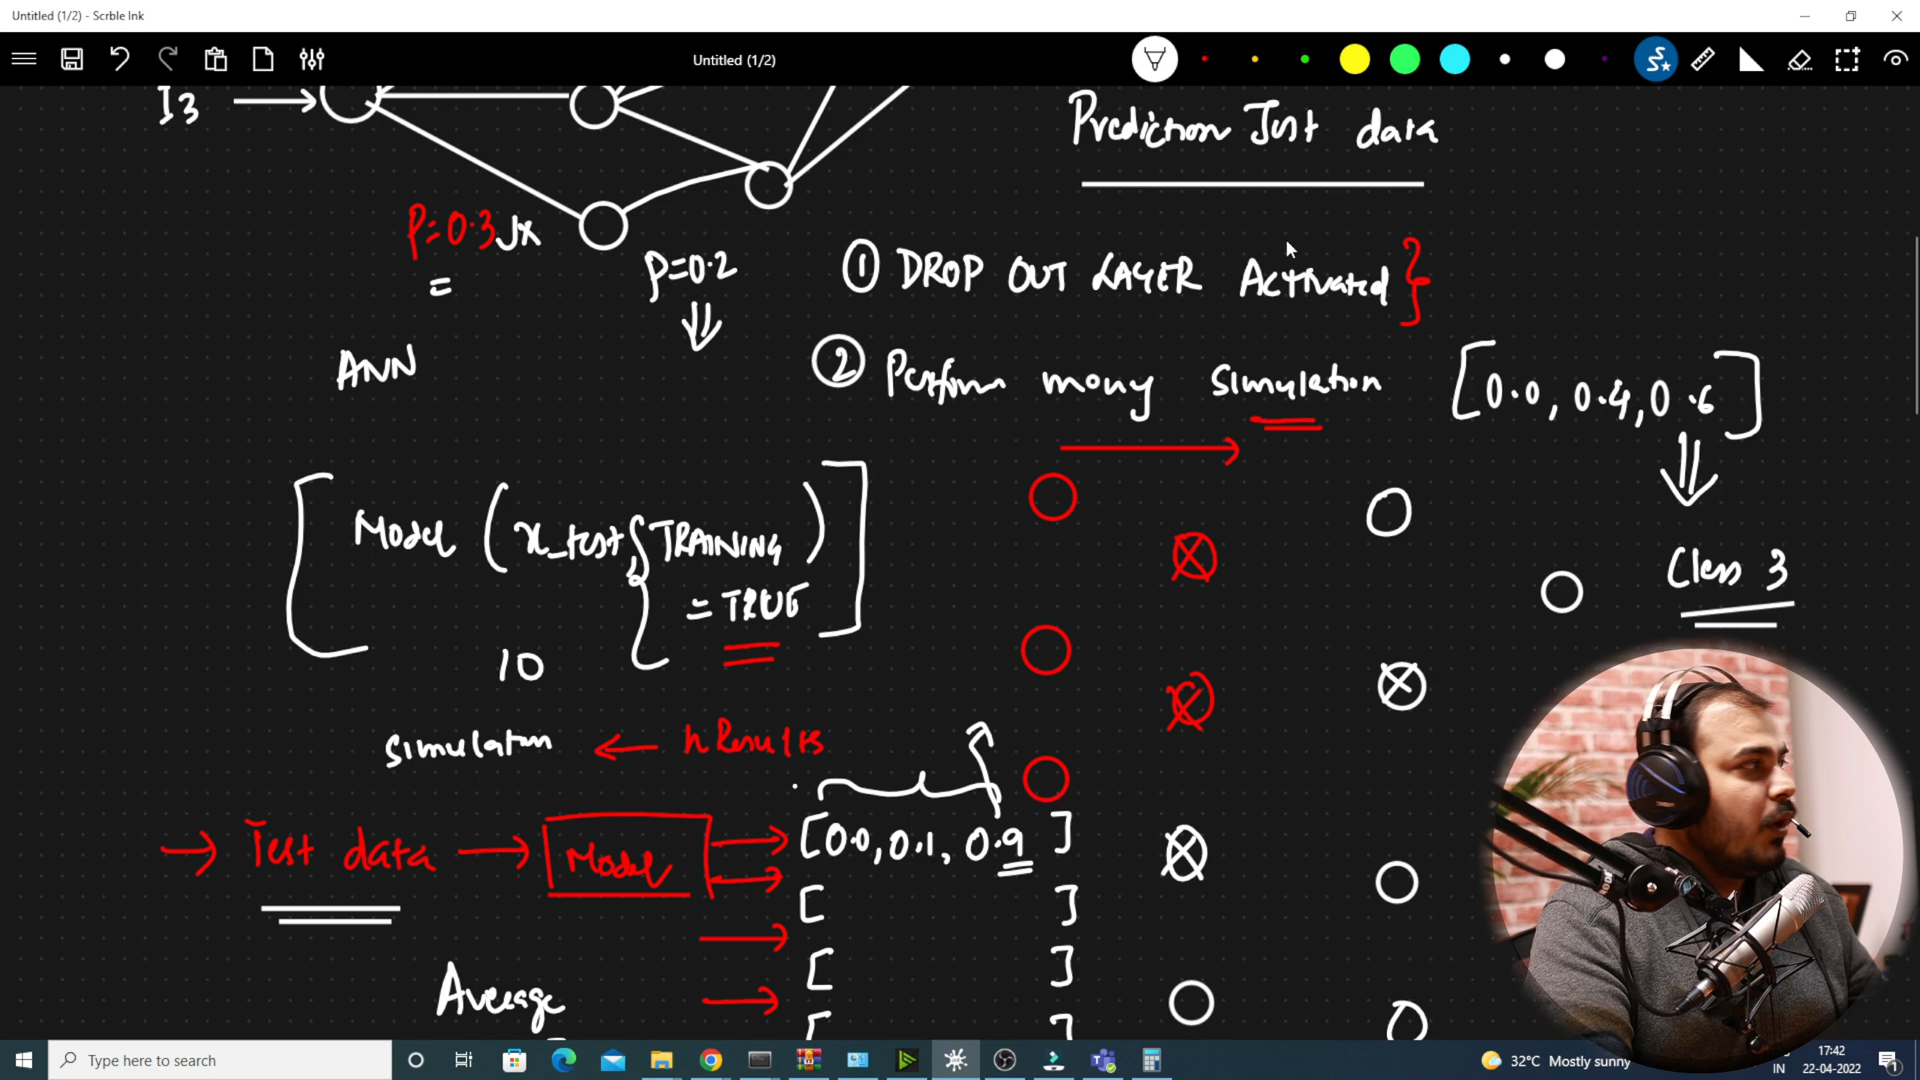 Untitled (1/2) - Scrble Ink
Untitled (1/2)
I3
Prediction Test data
P=0.3
P=0.2
① DROP OUT LAYER Activated }
② Perform many simulation
[0.0, 0.4, 0.6]
ANN
[Model (x_test, TRAINING = TRUE)]
Class 3
10
simulation ← n Results
→ Test data → Model
[0.0, 0.1, 0.9 ]
[ ]
[ ]
Average
RODE
Type here to search
32°C Mostly sunny
17:42
IN 22-04-2022
1